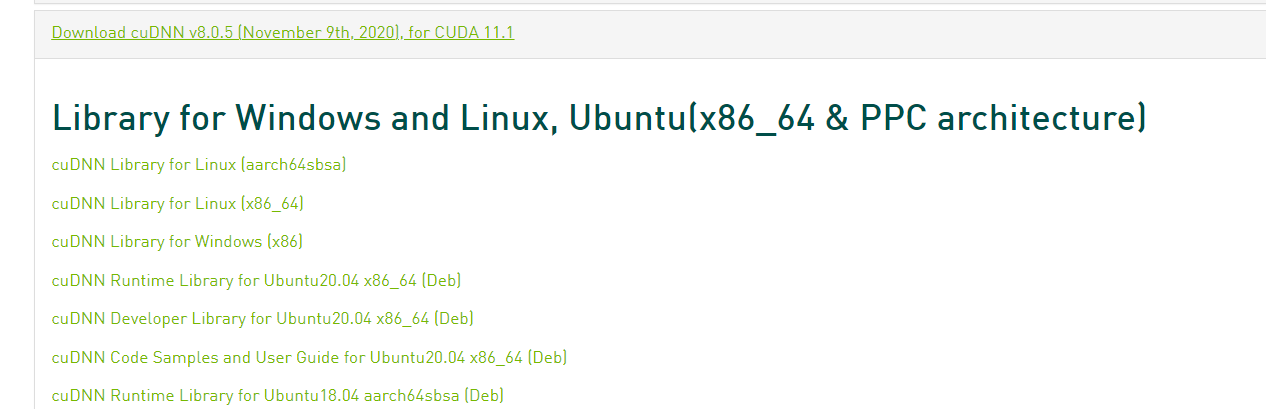 Download cuDNN v8.0.5 (November 9th, 2020), for CUDA 11.1
Library for Windows and Linux, Ubuntu(x86_64 & PPC architecture)
cuDNN Library for Linux (aarch64sbsa)
cuDNN Library for Linux (x86_64)
cuDNN Library for Windows (x86)
cuDNN Runtime Library for Ubuntu20.04 x86_64 (Deb)
cuDNN Developer Library for Ubuntu20.04 x86_64 (Deb)
cuDNN Code Samples and User Guide for Ubuntu20.04 x86_64 (Deb)
cuDNN Runtime Library for Ubuntu18.04 aarch64sbsa (Deb)